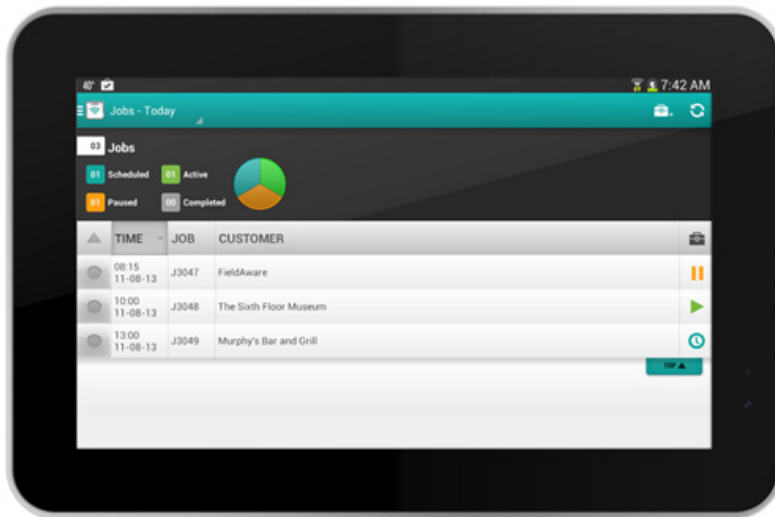 40° 7:42 AM
Jobs - Today
03 Jobs
01 Scheduled 01 Active
01 Paused 00 Completed
TIME JOB CUSTOMER
08:15
11-08-13 J3047 FieldAware
10:00
11-08-13 J3048 The Sixth Floor Museum
13:00
11-08-13 J3049 Murphy's Bar and Grill
TOP